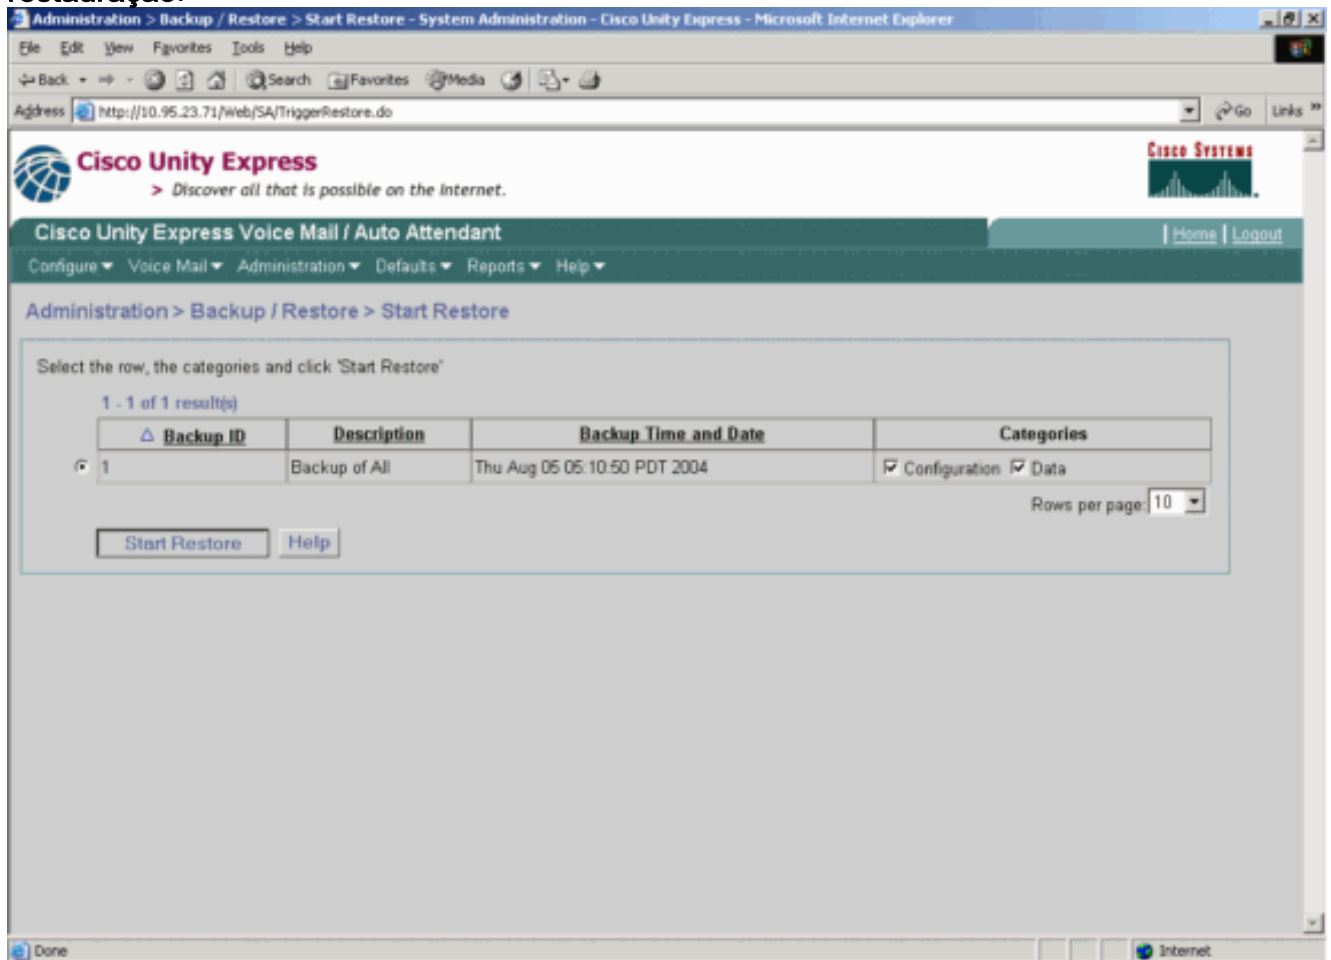 restauração.
Administration > Backup / Restore > Start Restore - System Administration - Cisco Unity Express - Microsoft Internet Explorer
File Edit View Favorites Tools Help
Back Search Favorites Media
Address http://10.95.23.71/Web/SA/TriggerRestore.do Go Links »
Cisco Unity Express
> Discover all that is possible on the Internet.
CISCO SYSTEMS
Cisco Unity Express Voice Mail / Auto Attendant
| Home | Logout
Configure Voice Mail Administration Defaults Reports Help
Administration > Backup / Restore > Start Restore
Select the row, the categories and click 'Start Restore'
1 - 1 of 1 result(s)
Backup ID Description Backup Time and Date Categories
1 Backup of All Thu Aug 05 05:10:50 PDT 2004 Configuration Data
Rows per page: 10
Start Restore Help
Done Internet